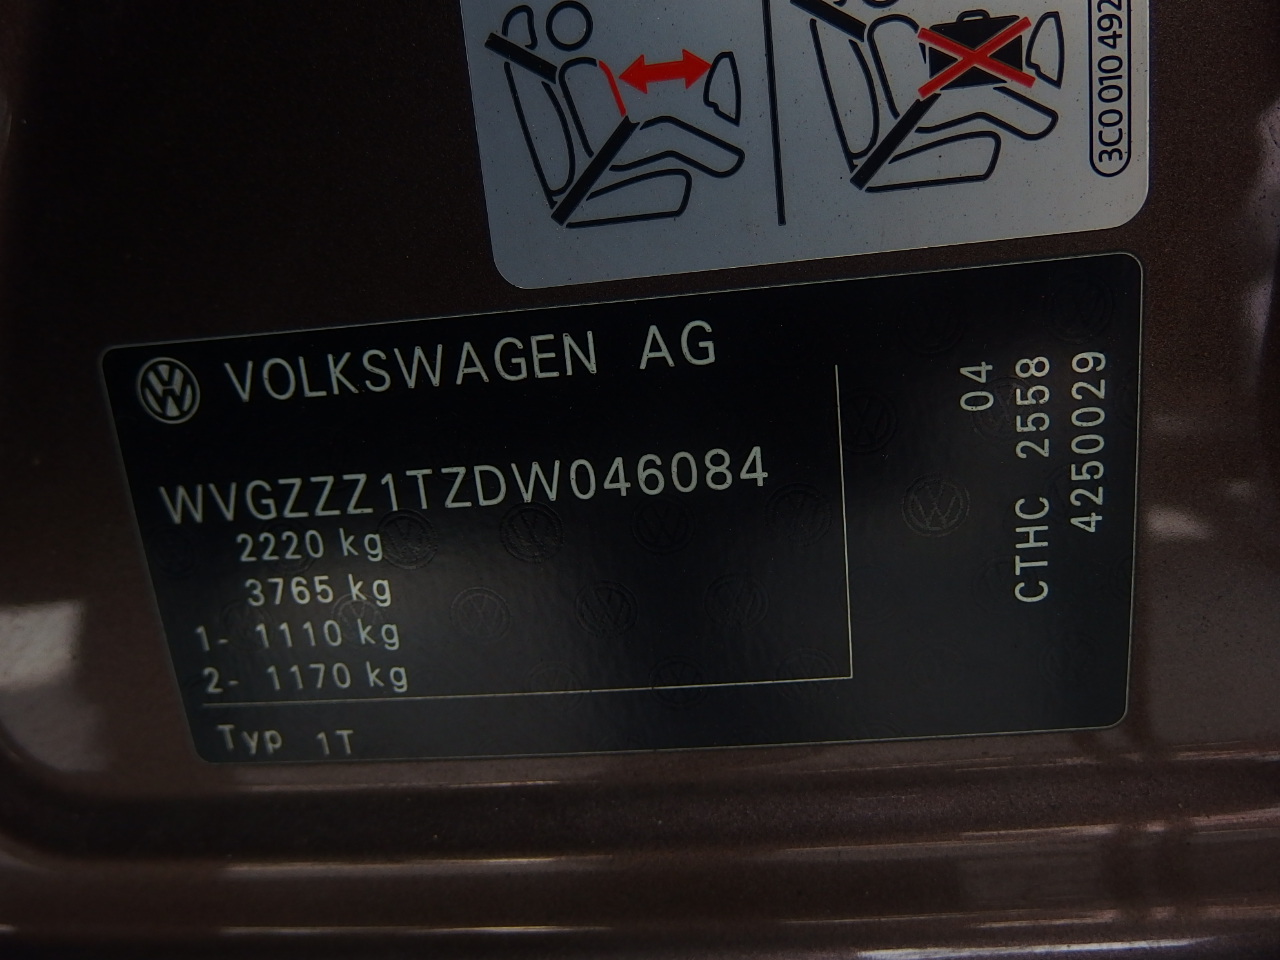 3C0 010 492
VOLKSWAGEN AG
WVGZZZ1TZDW046084
2220 kg
3765 kg
1- 1110 kg
2- 1170 kg
Typ 1T
04
CTHC 2558
4250029